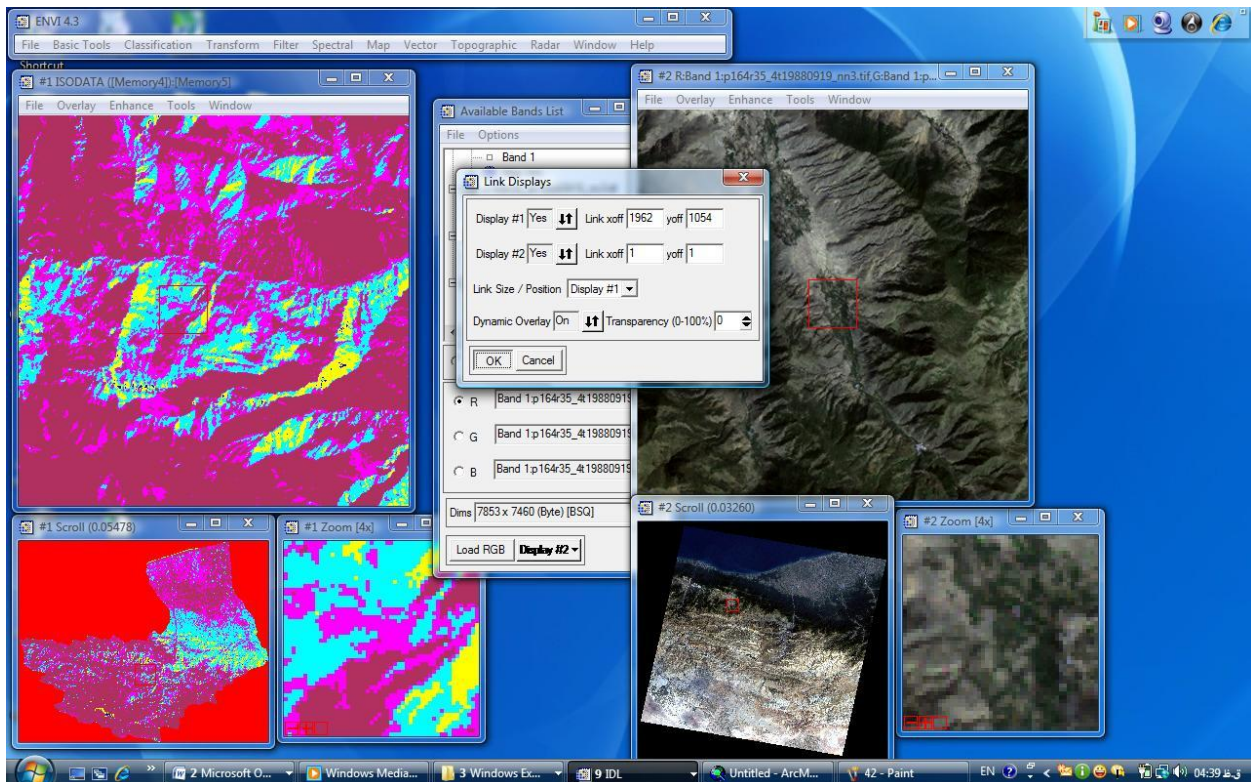 ENVI 4.3
File Basic Tools Classification Transform Filter Spectral Map Vector Topographic Radar Window Help
Shortcut
#1 ISODATA ([Memory4]):[Memory5]
File Overlay Enhance Tools Window
Available Bands List
File Options
Band 1
#2 R:Band 1:p164r35_4t19880919_nn3.tif,G:Band 1:p...
File Overlay Enhance Tools Window
Link Displays
Display #1 Yes Link xoff 1962 yoff 1054
Display #2 Yes Link xoff 1 yoff 1
Link Size / Position Display #1
Dynamic Overlay On Transparency (0-100%) 0
OK Cancel
R Band 1:p164r35_4t19880919
G Band 1:p164r35_4t19880919
B Band 1:p164r35_4t19880919
Dims 7853 x 7460 (Byte) [BSQ]
Load RGB Display #2
#1 Scroll (0.05478)
#1 Zoom [4x]
#2 Scroll (0.03260)
#2 Zoom [4x]
2 Microsoft O... Windows Media... 3 Windows Ex... 9 IDL Untitled - ArcM... 42 - Paint EN 04:39 ق.ظ